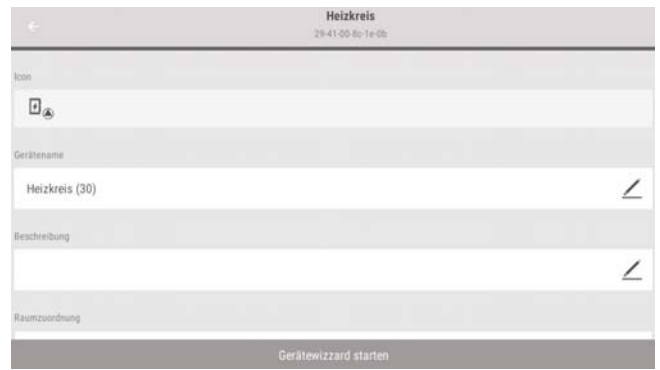 Heizkreis
29-41-00-8c-1e-0b
Icon
Gerätename
Heizkreis (30)
Beschreibung
Raumzuordnung
Gerätewizzard starten